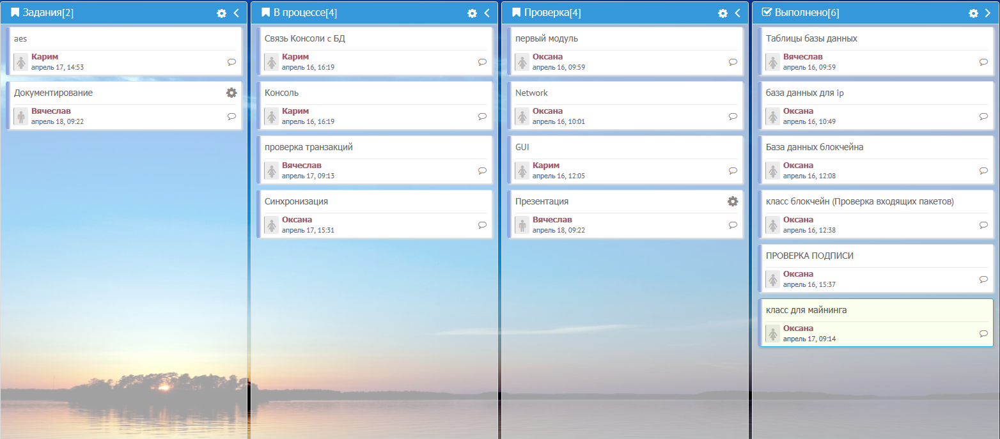 Задания[2]
aes
Карим
апрель 17, 14:53
Документирование
Вячеслав
апрель 18, 09:22
В процессе[4]
Связь Консоли с БД
Карим
апрель 16, 16:19
Консоль
Карим
апрель 16, 16:19
проверка транзакций
Вячеслав
апрель 17, 09:13
Синхронизация
Оксана
апрель 17, 15:31
Проверка[4]
первый модуль
Оксана
апрель 16, 09:59
Network
Оксана
апрель 16, 10:01
GUI
Карим
апрель 16, 12:05
Презентация
Вячеслав
апрель 18, 09:22
Выполнено[6]
Таблицы базы данных
Вячеслав
апрель 16, 09:59
база данных для ip
Оксана
апрель 16, 10:49
База данных блокчейна
Оксана
апрель 16, 12:08
класс блокчейн (Проверка входящих пакетов)
Оксана
апрель 16, 12:38
ПРОВЕРКА ПОДПИСИ
Оксана
апрель 16, 15:37
класс для майнинга
Оксана
апрель 17, 09:14